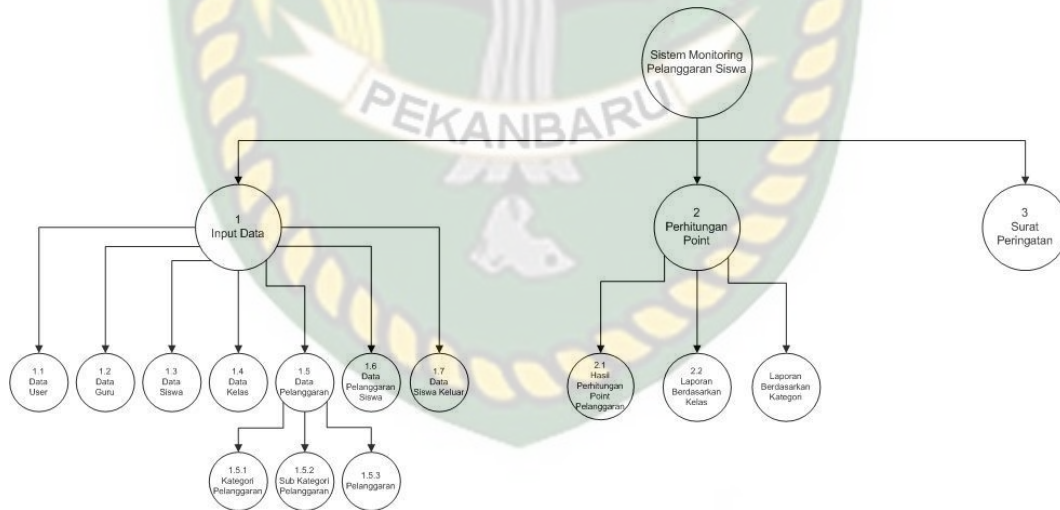 Sistem Monitoring
Pelanggaran Siswa
PEKANBARU
1
Input Data
2
Perhitungan
Point
3
Surat
Peringatan
1.1
Data
User
1.2
Data
Guru
1.3
Data
Siswa
1.4
Data
Kelas
1.5
Data
Pelanggaran
1.6
Data
Pelanggaran
Siswa
1.7
Data
Siswa Keluar
2.1
Hasil
Perhitungan
Point
Pelanggaran
2.2
Laporan
Berdasarkan
Kelas
Laporan
Berdasarkan
Kategori
1.5.1
Kategori
Pelanggaran
1.5.2
Sub Kategori
Pelanggaran
1.5.3
Pelanggaran